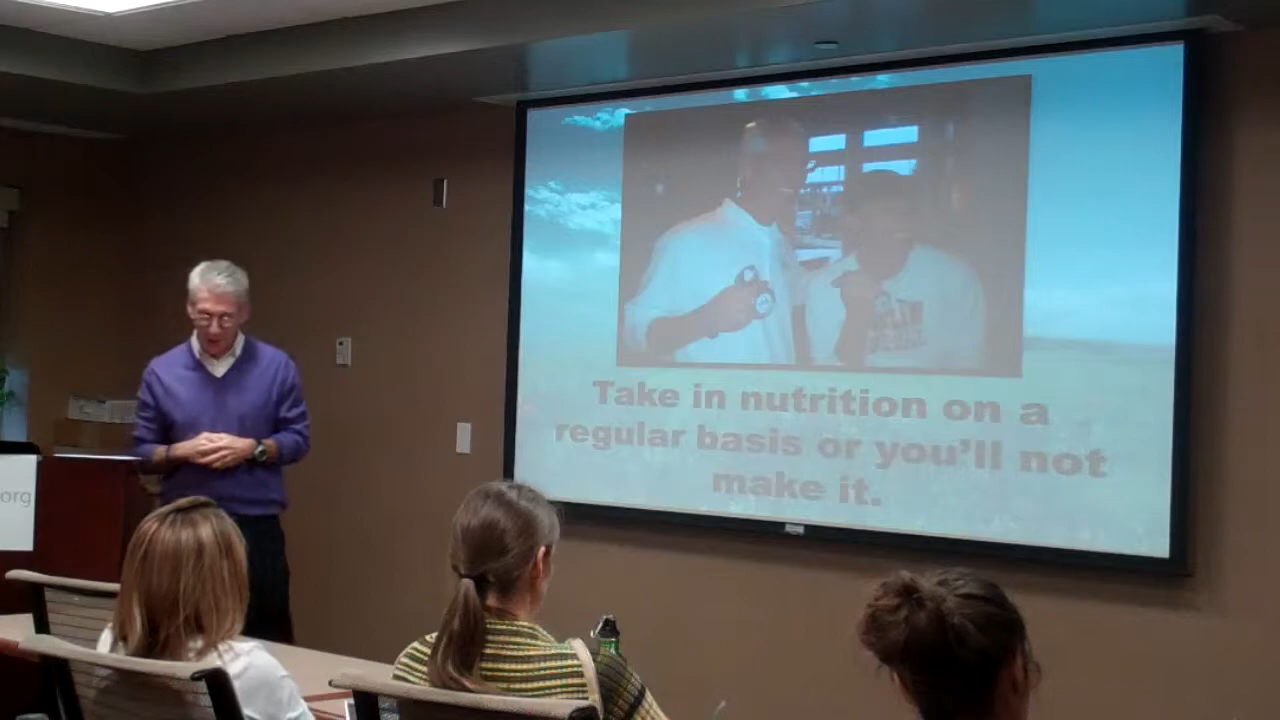 Take in nutrition on a
regular basis or you'll not
make it.
org